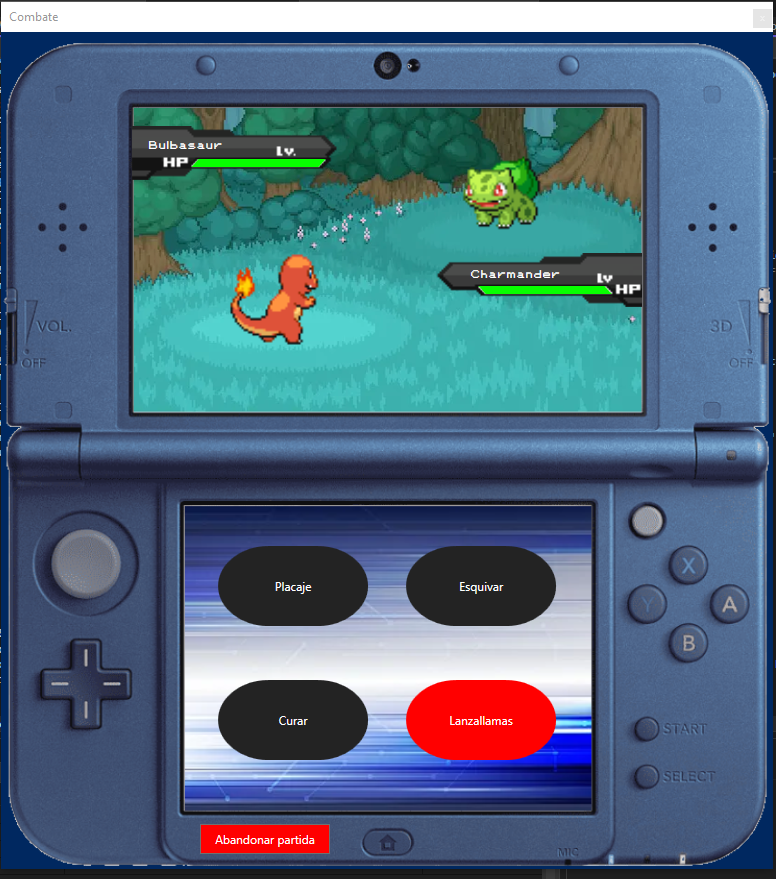 Combate
Bulbasaur
Lv.
HP
Charmander
Lv
HP
VOL.
OFF
3D
OFF
Placaje
Esquivar
Curar
Lanzallamas
X
Y
A
B
START
SELECT
Abandonar partida
MIC